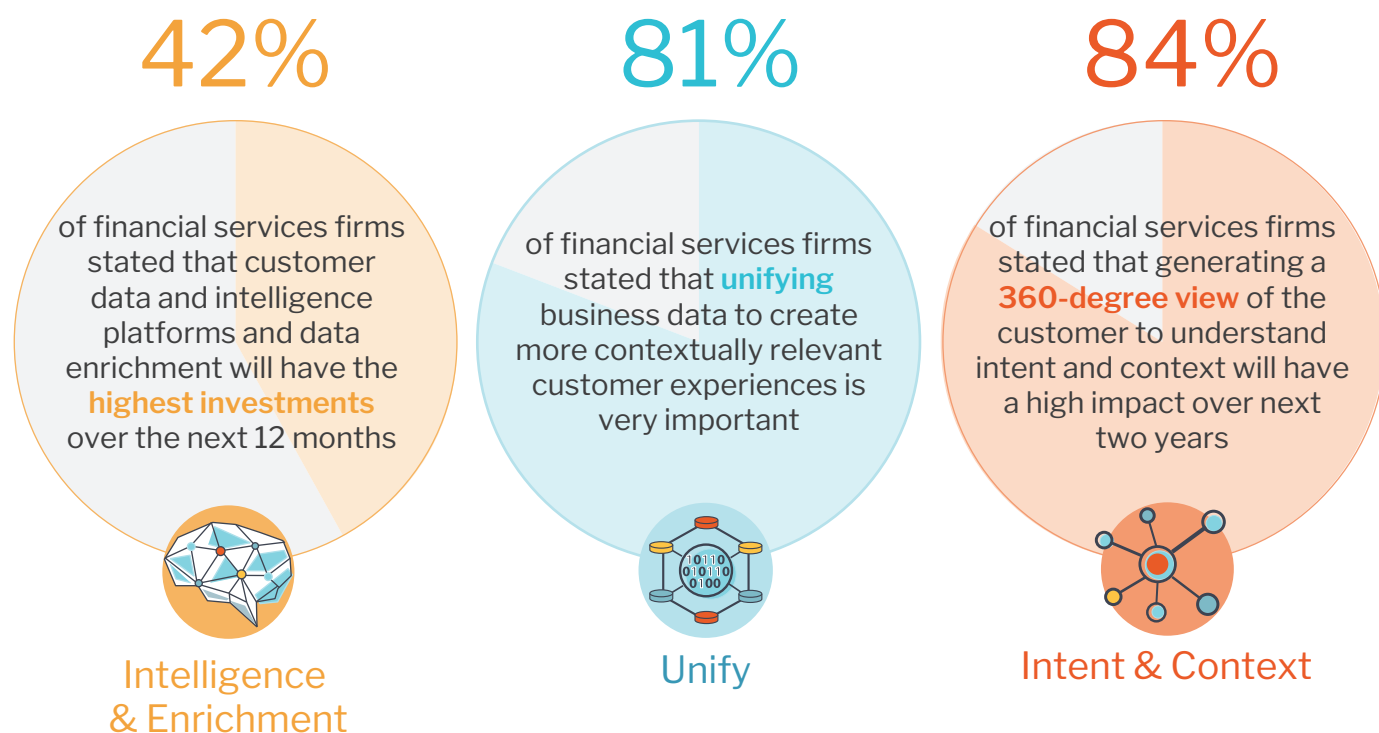 42%
of financial services firms
stated that customer
data and intelligence
platforms and data
enrichment will have the
highest investments
over the next 12 months
Intelligence
& Enrichment
81%
of financial services firms
stated that unifying
business data to create
more contextually relevant
customer experiences is
very important
10110
010110
0100
Unify
84%
of financial services firms
stated that generating a
360-degree view of the
customer to understand
intent and context will have
a high impact over next
two years
Intent & Context